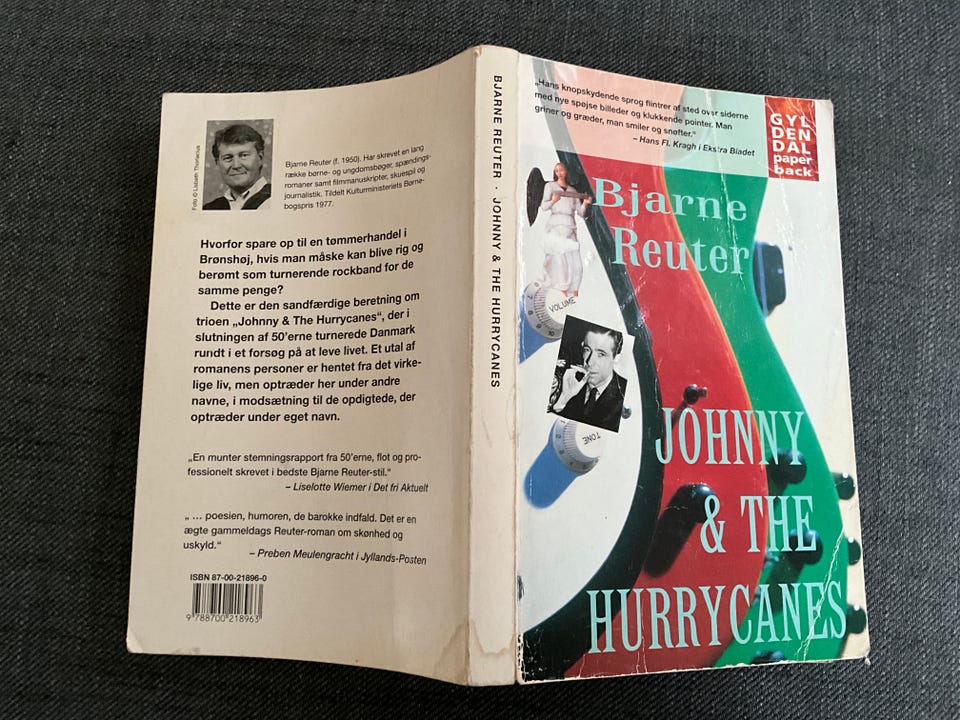 Foto © Lisbeth Thorlacius
Bjarne Reuter (f. 1950). Har skrevet en lang
række børne- og ungdomsbøger, spændings-
romaner samt filmmanuskripter, skuespil og
journalistik. Tildelt Kulturministeriets Børne-
bogspris 1977.
Hvorfor spare op til en tømmerhandel i
Brønshøj, hvis man måske kan blive rig og
berømt som turnerende rockband for de
samme penge?
Dette er den sandfærdige beretning om
trioen „Johnny & The Hurrycanes“, der i
slutningen af 50'erne turnerede Danmark
rundt i et forsøg på at leve livet. Et utal af
romanens personer er hentet fra det virke-
lige liv, men optræder her under andre
navne, i modsætning til de opdigtede, der
optræder under eget navn.
„En munter stemningsrapport fra 50'erne, flot og pro-
fessionelt skrevet i bedste Bjarne Reuter-stil.“
– Liselotte Wiemer i Det fri Aktuelt
„ ... poesien, humoren, de barokke indfald. Det er en
ægte gammeldags Reuter-roman om skønhed og
uskyld.“
– Preben Meulengracht i Jyllands-Posten
ISBN 87-00-21896-0
9 788700 218963
BJARNE REUTER · JOHNNY & THE HURRYCANES
„Hans knopskydende sprog flintrer af sted over siderne
med nye spøjse billeder og klukkende pointer. Man
griner og græder, man smiler og snøfter.“
– Hans Fl. Kragh i Ekstra Bladet
GYL
DEN
DAL
paper
back
Bjarne
Reuter
VOLUME
TONE
JOHNNY
& THE
HURRYCANES